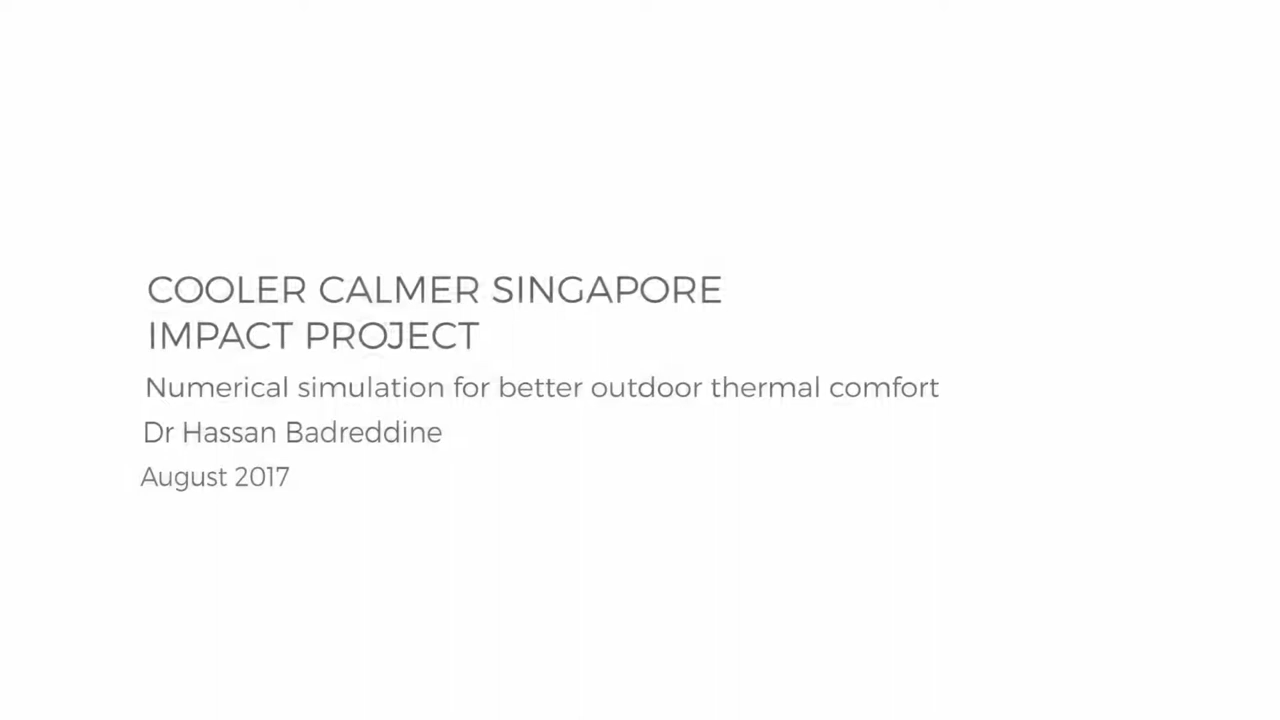 COOLER CALMER SINGAPORE
IMPACT PROJECT
Numerical simulation for better outdoor thermal comfort
Dr Hassan Badreddine
August 2017